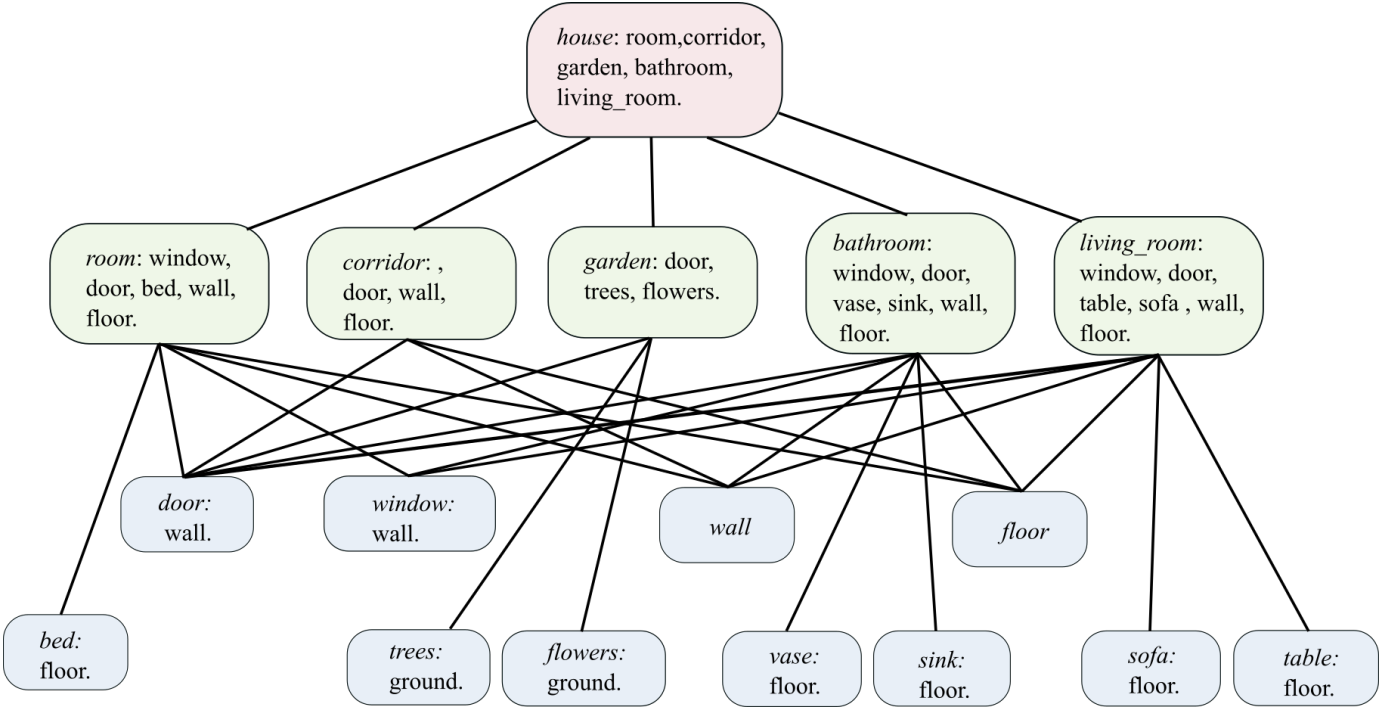 house: room,corridor,
garden, bathroom,
living_room.
room: window,
door, bed, wall,
floor.
corridor: ,
door, wall,
floor.
garden: door,
trees, flowers.
bathroom:
window, door,
vase, sink, wall,
floor.
living_room:
window, door,
table, sofa , wall,
floor.
door:
wall.
window:
wall.
wall
floor
bed:
floor.
trees:
ground.
flowers:
ground.
vase:
floor.
sink:
floor.
sofa:
floor.
table:
floor.